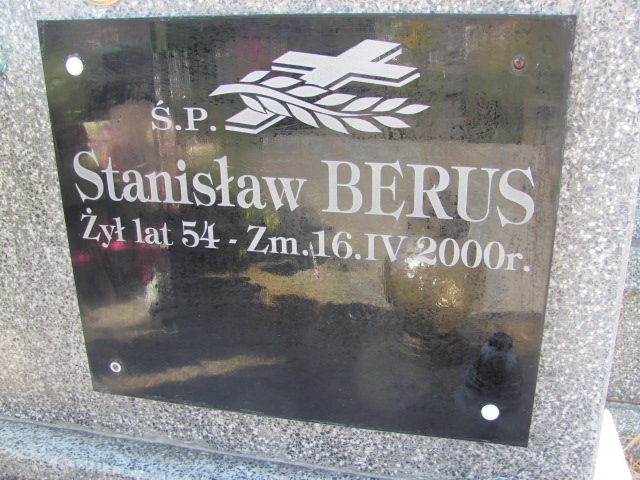 Ś.P.
Stanisław BERUS
Żył lat 54 - Zm. 16.IV 2000r.